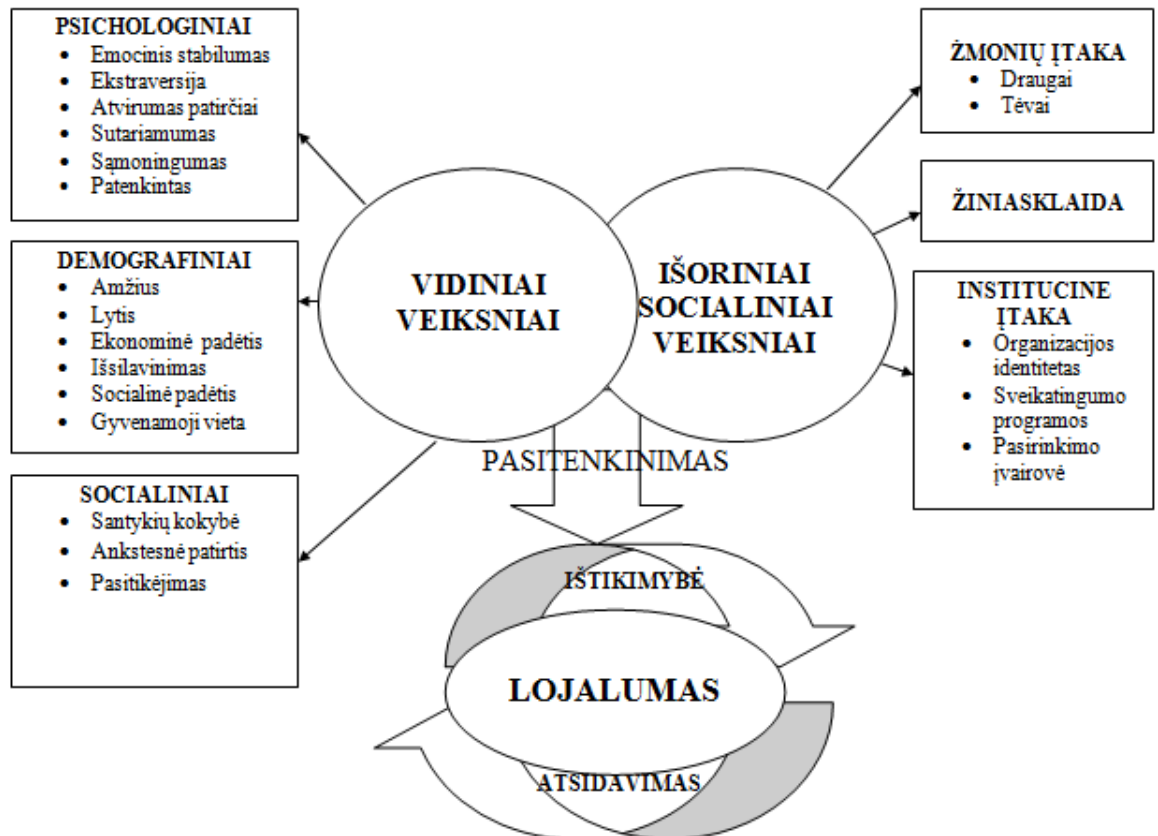 PSICHOLOGINIAI
• Emocinis stabilumas
• Ekstraversija
• Atvirumas patirčiai
• Sutariamumas
• Sąmoningumas
• Patenkintas
DEMOGRAFINIAI
• Amžius
• Lytis
• Ekonominė padėtis
• Išsilavinimas
• Socialinė padėtis
• Gyvenamoji vieta
SOCIALINIAI
• Santykių kokybė
• Ankstesnė patirtis
• Pasitikėjimas
VIDINIAI
VEIKSNIAI
IŠORINIAI
SOCIALINIAI
VEIKSNIAI
ŽMONIŲ ĮTAKA
• Draugai
• Tėvai
ŽINIASKLAIDA
INSTITUCINE
ĮTAKA
• Organizacijos
identitetas
• Sveikatingumo
programos
• Pasirinkimo
įvairovė
PASITENKINIMAS
IŠTIKIMYBĖ
LOJALUMAS
ATSIDAVIMAS